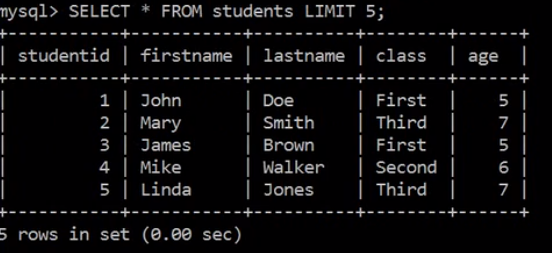 mysql> SELECT * FROM students LIMIT 5;
+-----------+-----------+----------+--------+------+
| studentid | firstname | lastname | class  | age  |
+-----------+-----------+----------+--------+------+
|         1 | John      | Doe      | First  |    5 |
|         2 | Mary      | Smith    | Third  |    7 |
|         3 | James     | Brown    | First  |    5 |
|         4 | Mike      | Walker   | Second |    6 |
|         5 | Linda     | Jones    | Third  |    7 |
+-----------+-----------+----------+--------+------+
5 rows in set (0.00 sec)